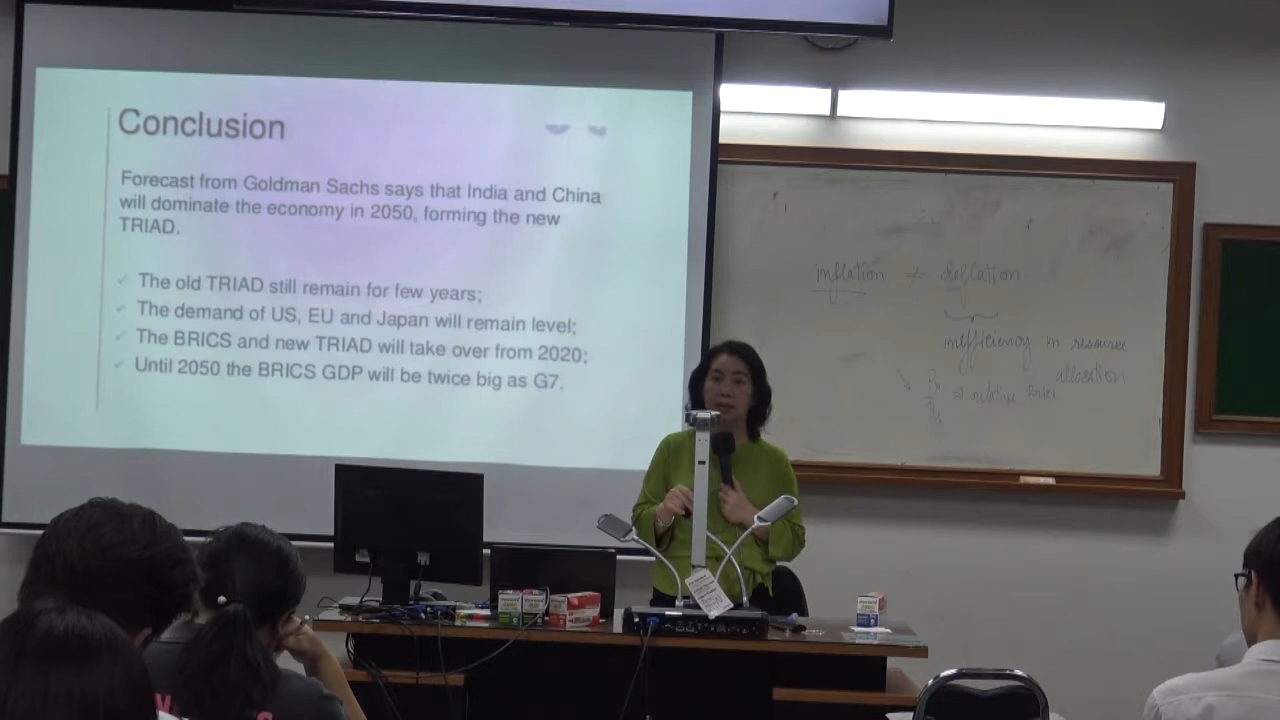 Conclusion
Forecast from Goldman Sachs says that India and China
will dominate the economy in 2050, forming the new
TRIAD.
The old TRIAD still remain for few years;
The demand of US, EU and Japan will remain level;
The BRICS and new TRIAD will take over from 2020;
Until 2050 the BRICS GDP will be twice big as G7.
inflation ≠ deflation
inefficiency in resource
allocation
⇒ relative Price